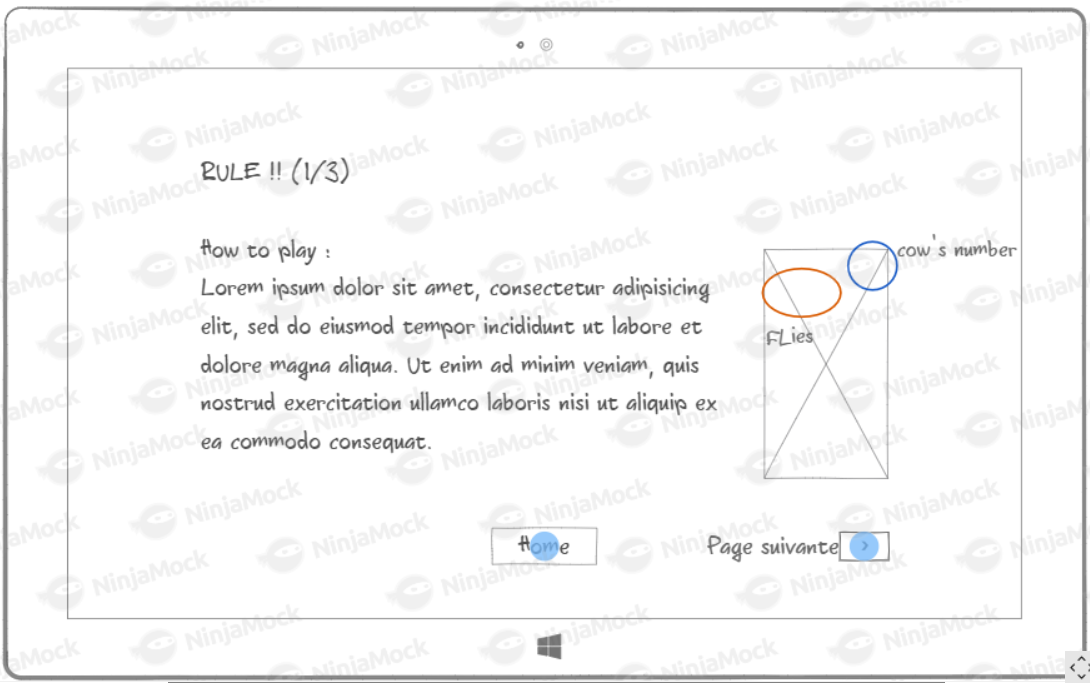 RULE !! (1/3)
How to play :
Lorem ipsum dolor sit amet, consectetur adipisicing
elit, sed do eiusmod tempor incididunt ut labore et
dolore magna aliqua. Ut enim ad minim veniam, quis
nostrud exercitation ullamco laboris nisi ut aliquip ex
ea commodo consequat.
cow's number
FLies
Home
Page suivante >
NinjaMock